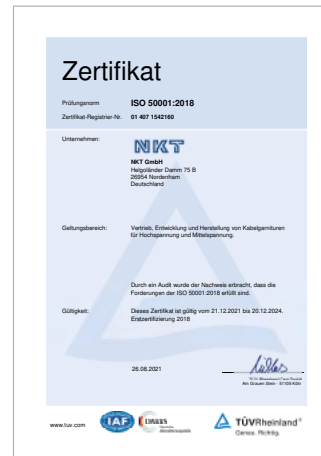 Zertifikat
Prüfungsnorm ISO 50001:2018
Zertifikat-Registrier-Nr. 01 407 1542160
Unternehmen: NKT
NKT GmbH
Helgoländer Damm 75 B
26954 Nordenham
Deutschland
Geltungsbereich: Vertrieb, Entwicklung und Herstellung von Kabelgarnituren
für Hochspannung und Mittelspannung.
Durch ein Audit wurde der Nachweis erbracht, dass die
Forderungen der ISO 50001:2018 erfüllt sind.
Gültigkeit: Dieses Zertifikat ist gültig vom 21.12.2021 bis 20.12.2024.
Erstzertifizierung 2018
26.08.2021
Am Grauen Stein · 51105 Köln
www.tuv.com
IAF
DAkkS
TÜVRheinland®
Genau. Richtig.